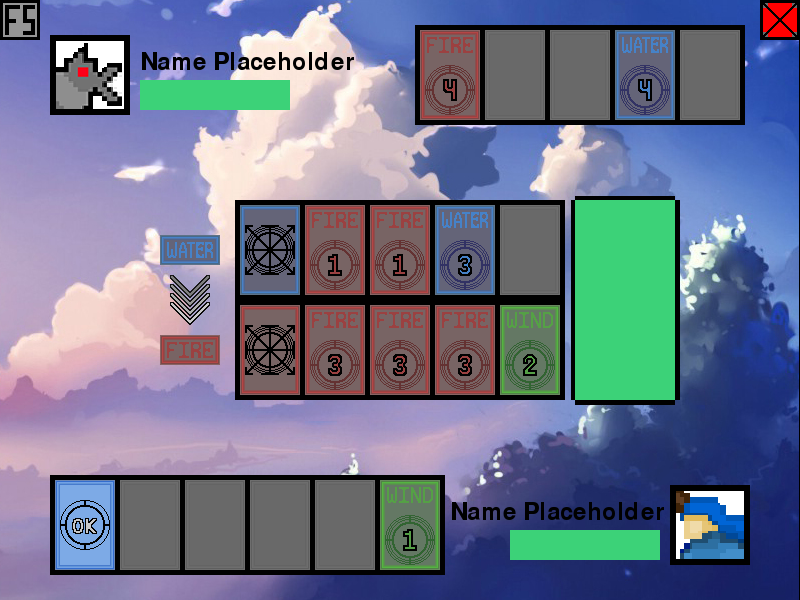 FS
Name Placeholder
FIRE WATER
4 4
FIRE FIRE WATER
1 1 3
WATER
FIRE
FIRE FIRE FIRE WIND
3 3 3 2
WIND
OK 1
Name Placeholder